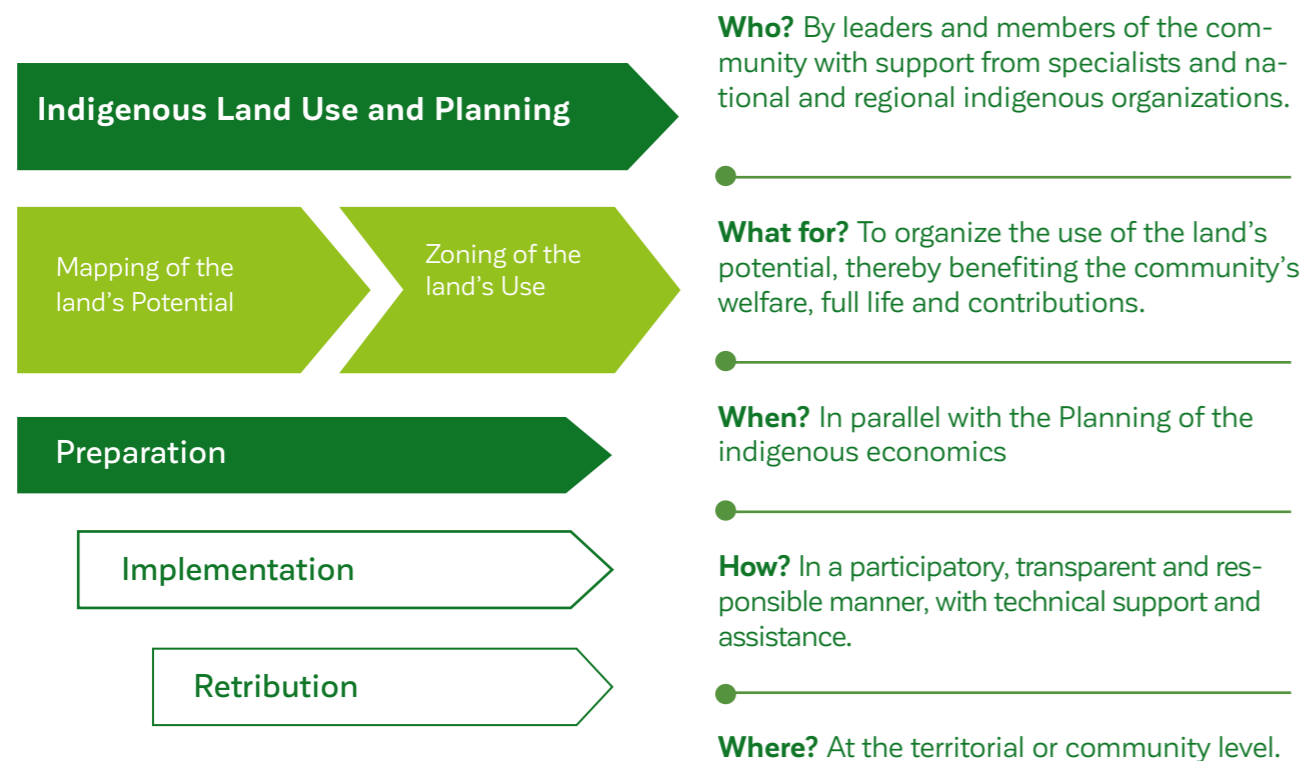 Indigenous Land Use and Planning
Mapping of the
land's Potential
Zoning of the
land's Use
Preparation
Implementation
Retribution
Who? By leaders and members of the com-
munity with support from specialists and na-
tional and regional indigenous organizations.
What for? To organize the use of the land's
potential, thereby benefiting the community's
welfare, full life and contributions.
When? In parallel with the Planning of the
indigenous economics
How? In a participatory, transparent and res-
ponsible manner, with technical support and
assistance.
Where? At the territorial or community level.